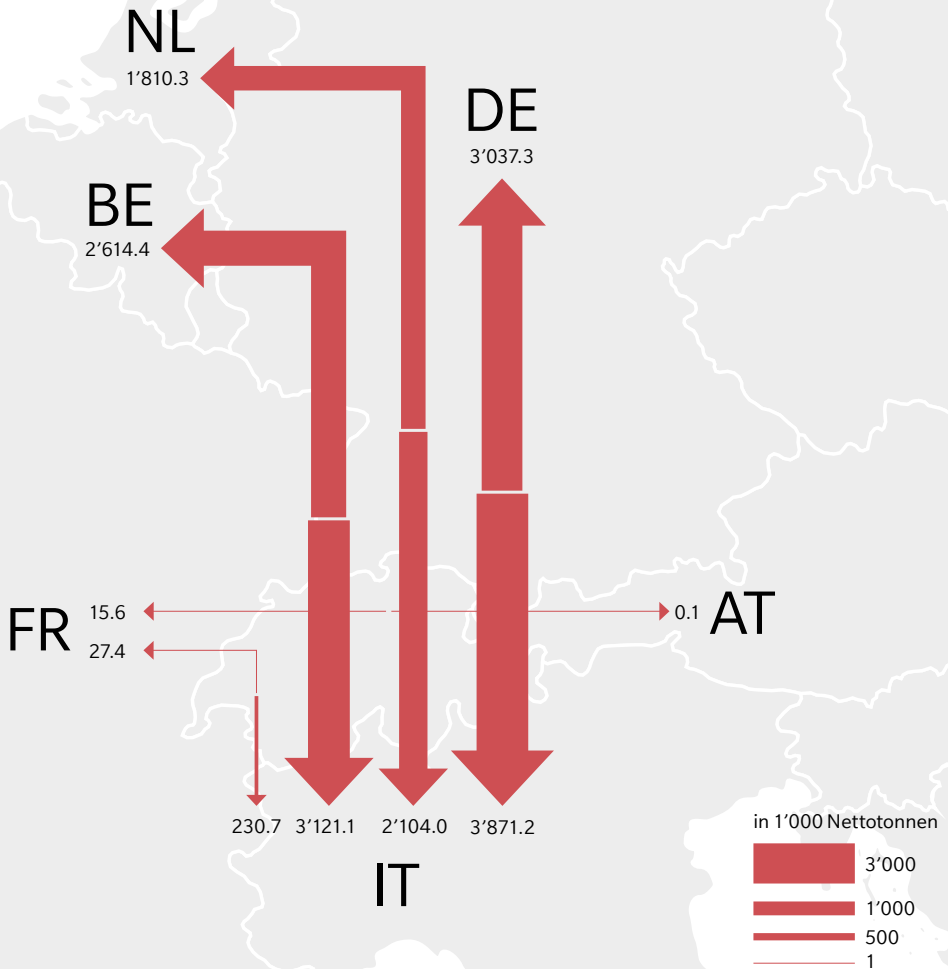 NL
1’810.3
DE
3’037.3
BE
2’614.4
FR
15.6
27.4
0.1 AT
230.7 3’121.1 2’104.0 3’871.2
IT
in 1’000 Nettotonnen
3’000
1’000
500
1